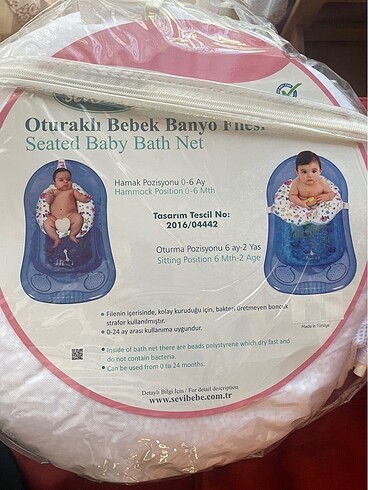 Oturaklı Bebek Banyo Filesi
Seated Baby Bath Net
Hamak Pozisyonu 0-6 Ay
Hammock Position 0-6 Mth
Tasarım Tescil No:
2016/04442
Oturma Pozisyonu 6 ay-2 Yas
Sitting Position 6 Mth-2 Age
• Filenin içerisinde, kolay kuruduğu için, bakteri üretmeyen boncuk
strafor kullanılmıştır.
• 0-24 ay arası kullanıma uygundur.
Made in Türkiye
• Inside of bath net there are beads polystyrene which dry fast and
do not contain bacteria.
• Can be used from 0 to 24 months.
Detaylı Bilgi İçin / For detail description
www.sevibebe.com.tr